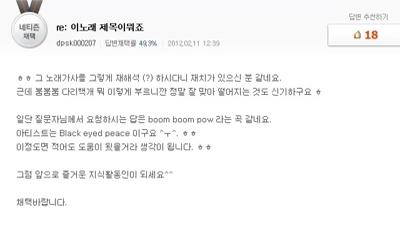 네티즌
채택
re: 이노래 제목이뭐죠
답변 추천하기
dpsk000207 | 답변채택률 49.3% | 2012.02.11 12:39
18
ㅎㅎ 그 노래가사를 그렇게 재해석 (?) 하시다니 재치가 있으신 분 같네요.
근데 봄봄봄 다리핵개 뭐 이렇게 부르니깐 정말 잘 맞아 떨어지는 것도 신기하구요 ㅎ
일단 질문자님께서 요청하시는 답은 boom boom pow 라는 곡 같네요.
아티스트는 Black eyed peace 이구요 ^ㅜ^. ㅎㅎ
이정도면 적어도 도움이 됐을거라 생각이 됩니다. ㅎㅎ
그럼 앞으로 즐거운 지식활동인이 되세요^^
채택바랍니다.